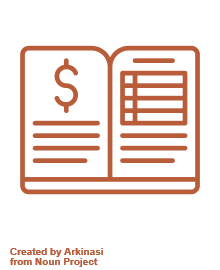 $
Created by Arkinasi
from Noun Project